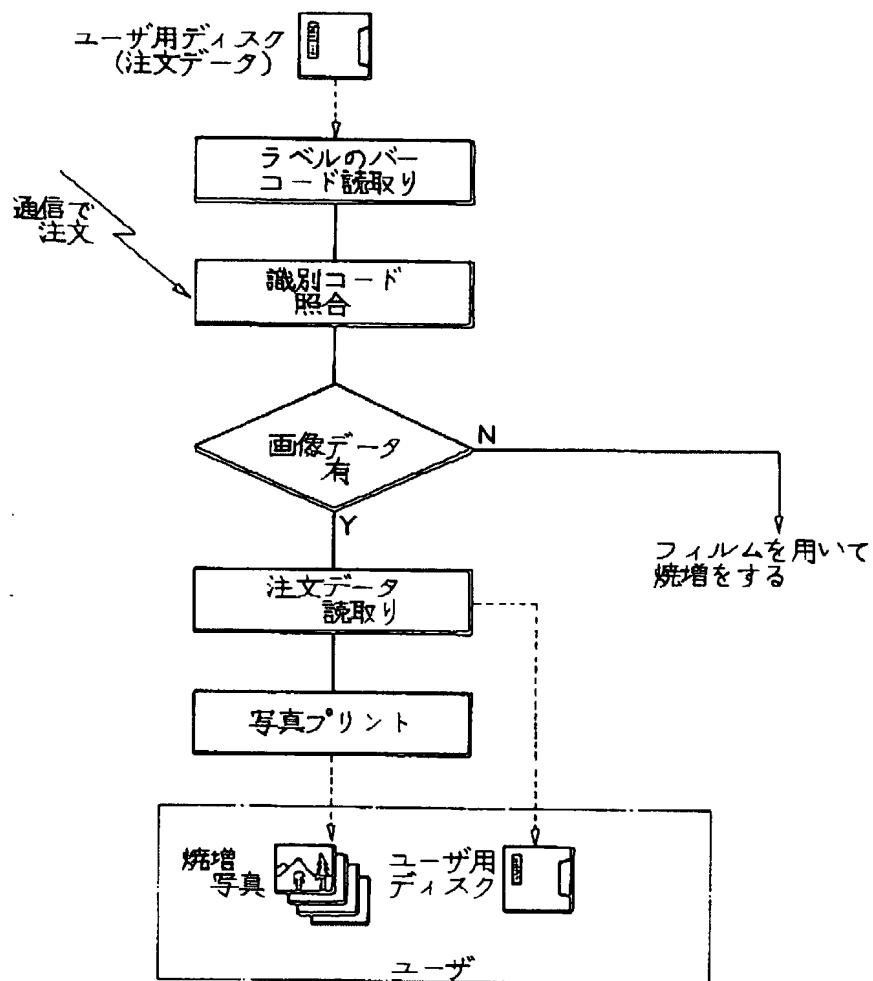 ユーザ用ディスク
(注文データ)
ラベルのバー
コード読取り
通信で
注文
識別コード
照合
画像データ
有
N
Y
フィルムを用いて
焼増をする
注文データ
読取り
写真プリント
焼増
写真
ユーザ用
ディスク
ユーザ